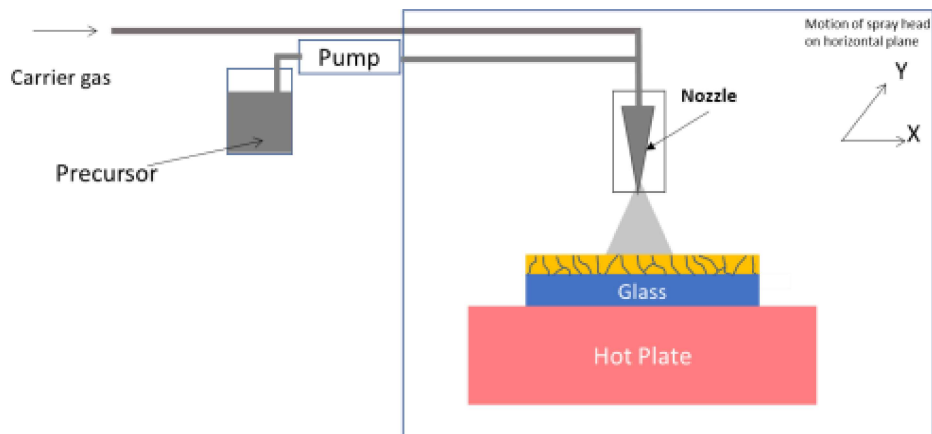 Motion of spray head
on horizontal plane
Carrier gas
Pump
Y
Nozzle
X
Precursor
Glass
Hot Plate